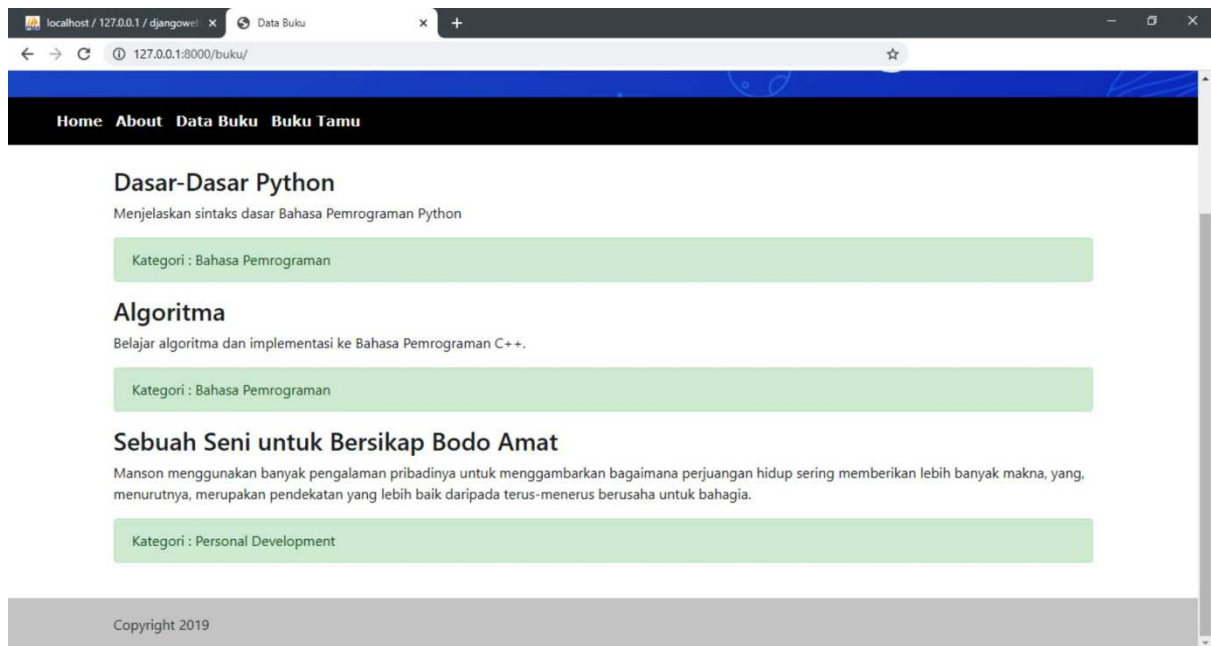 localhost / 127.0.0.1 / djangowe
Data Buku
127.0.0.1:8000/buku/
Home About Data Buku Buku Tamu
Dasar-Dasar Python
Menjelaskan sintaks dasar Bahasa Pemrograman Python
Kategori : Bahasa Pemrograman
Algoritma
Belajar algoritma dan implementasi ke Bahasa Pemrograman C++.
Kategori : Bahasa Pemrograman
Sebuah Seni untuk Bersikap Bodo Amat
Manson menggunakan banyak pengalaman pribadinya untuk menggambarkan bagaimana perjuangan hidup sering memberikan lebih banyak makna, yang,
menurutnya, merupakan pendekatan yang lebih baik daripada terus-menerus berusaha untuk bahagia.
Kategori : Personal Development
Copyright 2019